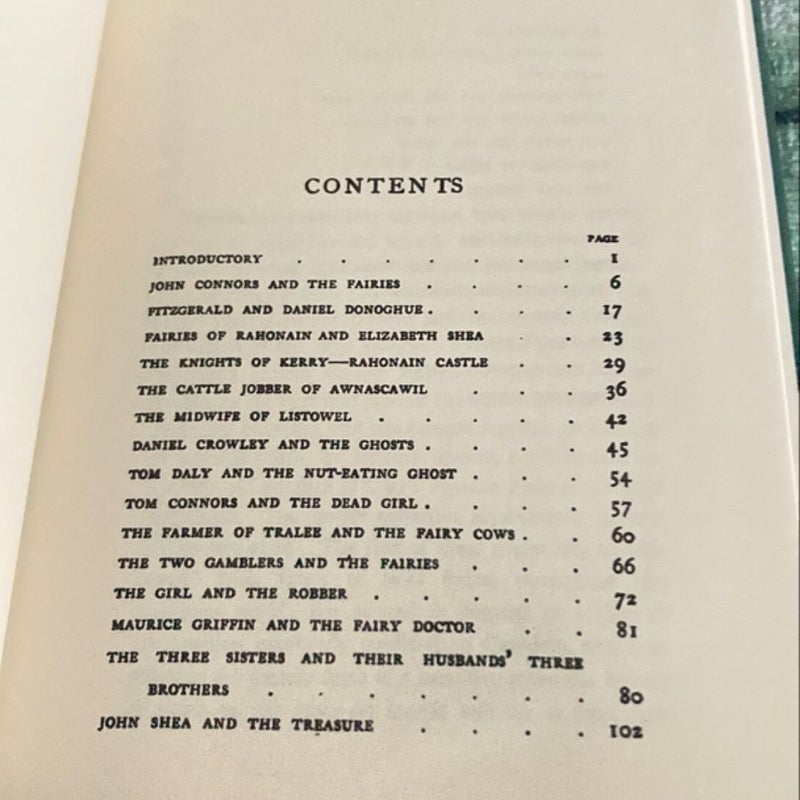 CONTENTS
PAGE
INTRODUCTORY . . . . . . . 1
JOHN CONNORS AND THE FAIRIES . . . . 6
FITZGERALD AND DANIEL DONOGHUE . . . . 17
FAIRIES OF RAHONAIN AND ELIZABETH SHEA . . 23
THE KNIGHTS OF KERRY—RAHONAIN CASTLE . . 29
THE CATTLE JOBBER OF AWNASCAWIL . . . 36
THE MIDWIFE OF LISTOWEL . . . . . 42
DANIEL CROWLEY AND THE GHOSTS . . . . 45
TOM DALY AND THE NUT-EATING GHOST . . . 54
TOM CONNORS AND THE DEAD GIRL . . . . 57
THE FARMER OF TRALEE AND THE FAIRY COWS . . 60
THE TWO GAMBLERS AND THE FAIRIES . . . 66
THE GIRL AND THE ROBBER . . . . . 72
MAURICE GRIFFIN AND THE FAIRY DOCTOR . . 81
THE THREE SISTERS AND THEIR HUSBANDS' THREE
BROTHERS . . . . . . . 80
JOHN SHEA AND THE TREASURE . . . . 102